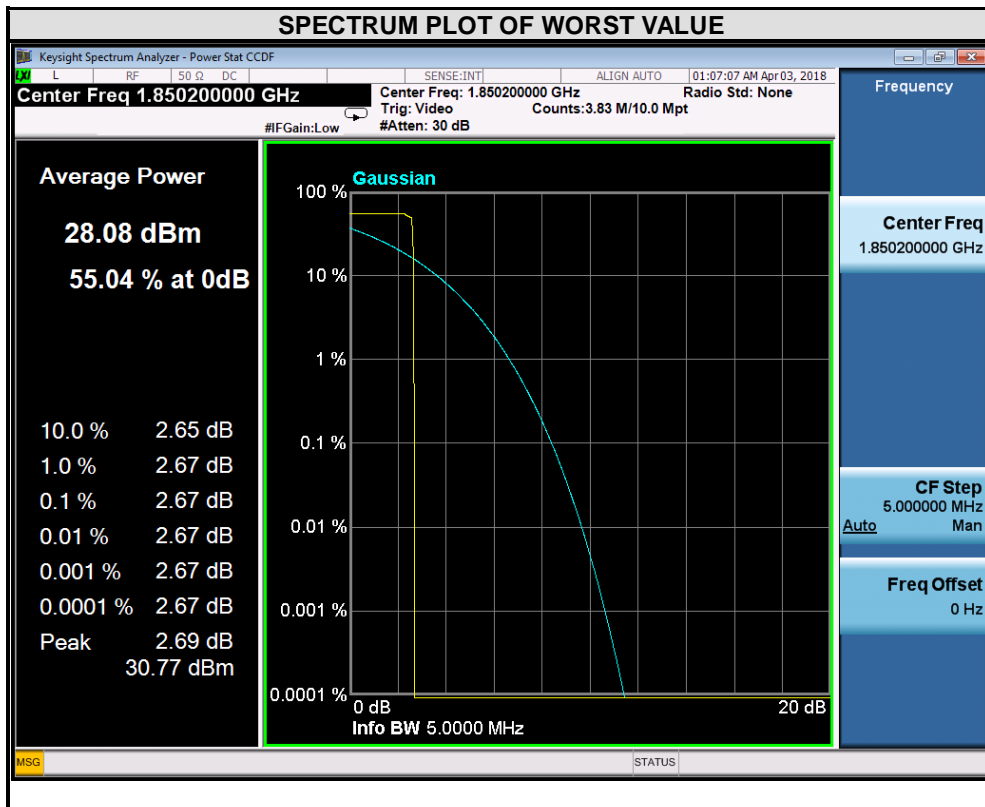 SPECTRUM PLOT OF WORST VALUE
Keysight Spectrum Analyzer - Power Stat CCDF
LXI L RF 50 Ω DC SENSE:INT ALIGN AUTO 01:07:07 AM Apr 03, 2018
Center Freq 1.850200000 GHz
Center Freq: 1.850200000 GHz Radio Std: None
Trig: Video Counts:3.83 M/10.0 Mpt
#IFGain:Low #Atten: 30 dB
Frequency
Average Power
28.08 dBm
55.04 % at 0dB
10.0 % 2.65 dB
1.0 % 2.67 dB
0.1 % 2.67 dB
0.01 % 2.67 dB
0.001 % 2.67 dB
0.0001 % 2.67 dB
Peak 2.69 dB
30.77 dBm
Gaussian
100 %
10 %
1 %
0.1 %
0.01 %
0.001 %
0.0001 %
0 dB 20 dB
Info BW 5.0000 MHz
Center Freq
1.850200000 GHz
CF Step
5.000000 MHz
Auto Man
Freq Offset
0 Hz
MSG STATUS